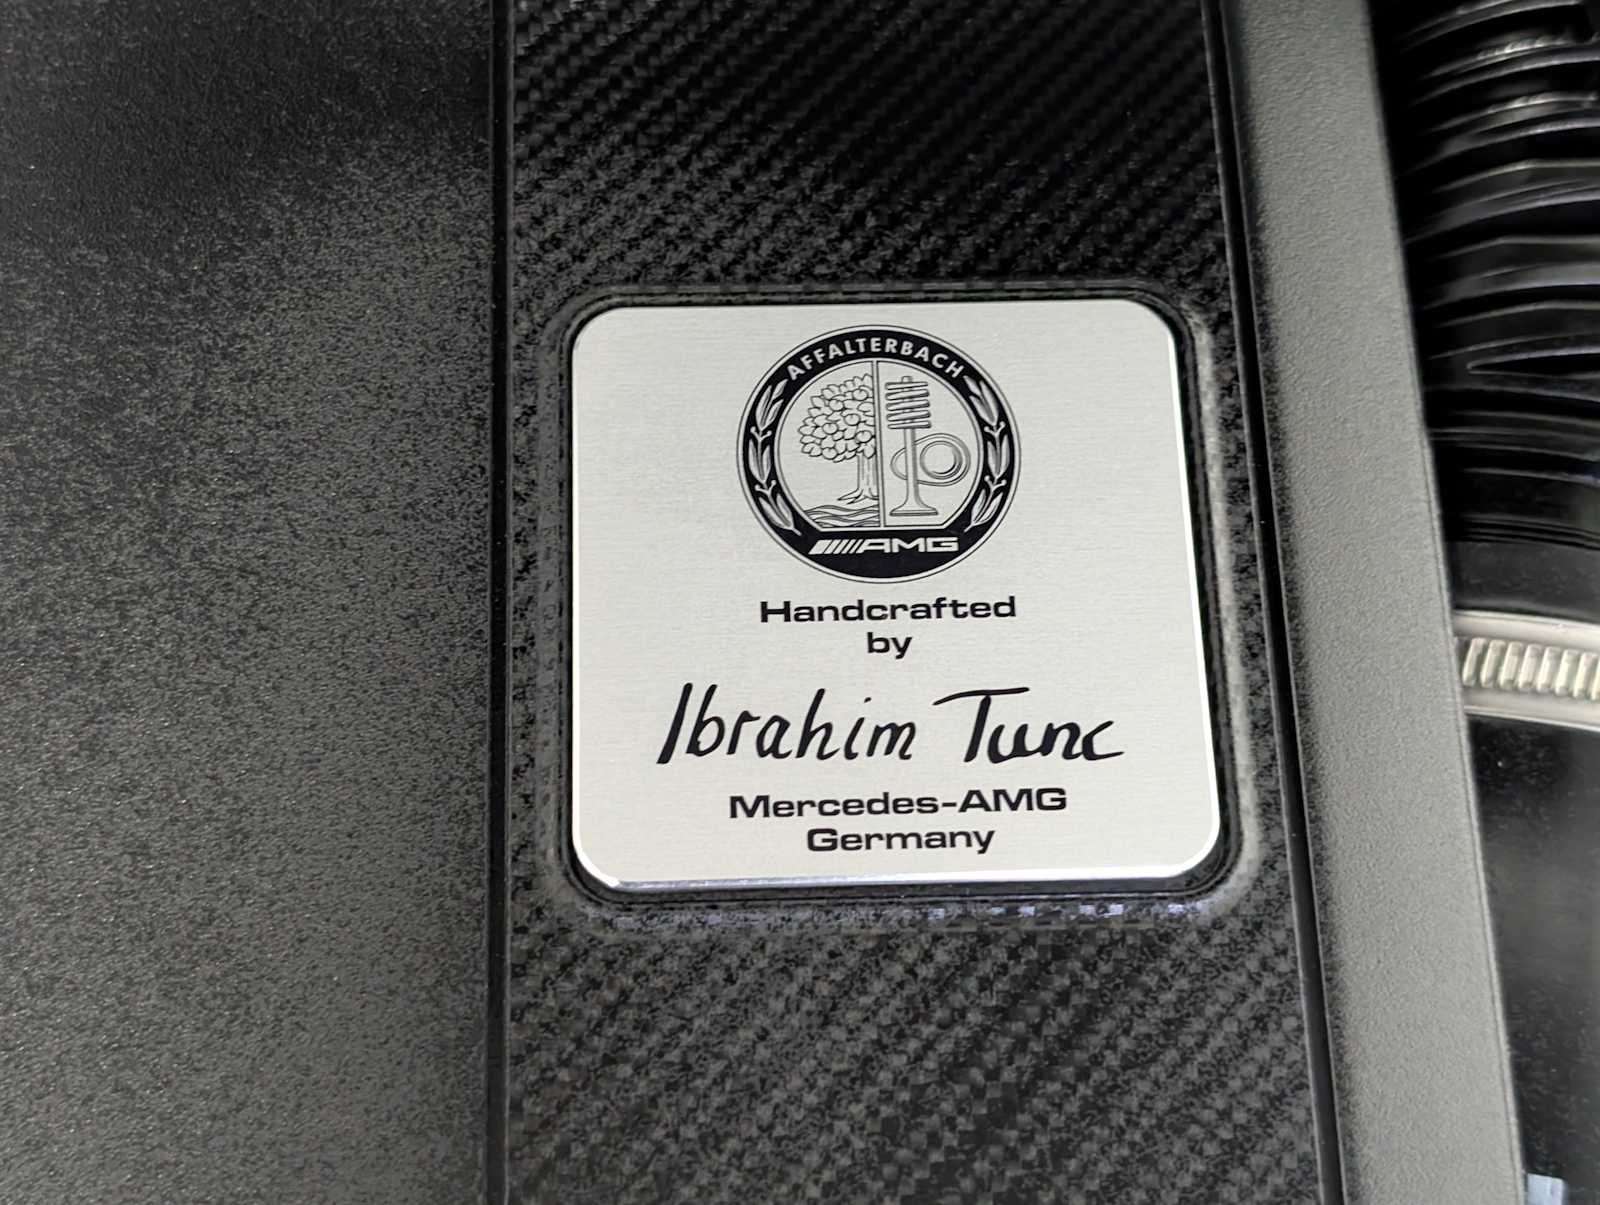 AFFALTERBACH
AMG
Handcrafted
by
Ibrahim Tunc
Mercedes-AMG
Germany